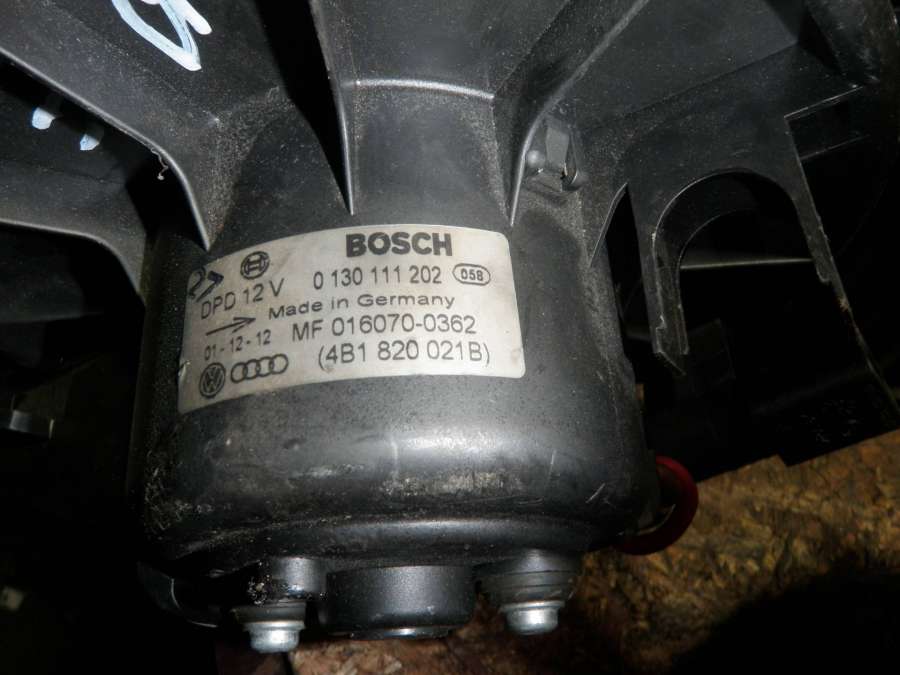 BOSCH
DPD 12 V 0 130 111 202 058
Made in Germany
01-12-12 MF 016070-0362
(4B1 820 021B)